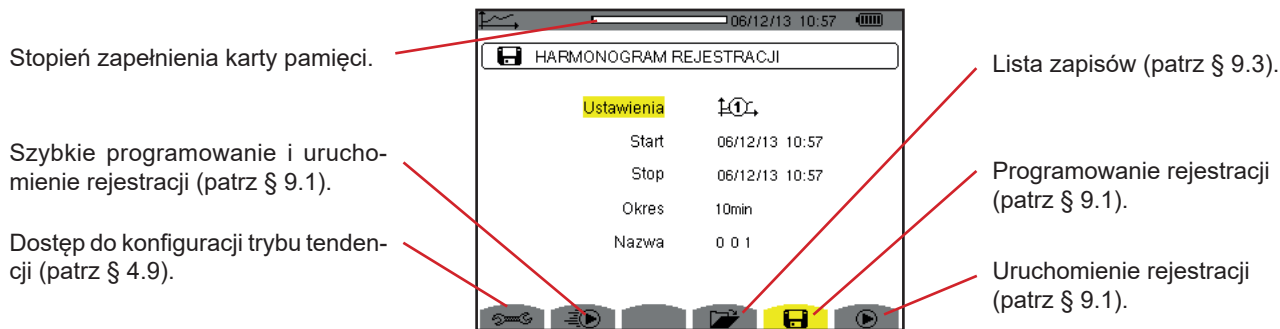 06/12/13 10:57
Stopień zapełnienia karty pamięci.
HARMONOGRAM REJESTRACJI
Lista zapisów (patrz § 9.3).
Ustawienia 1
Start 06/12/13 10:57
Szybkie programowanie i urucho-
mienie rejestracji (patrz § 9.1).
Stop 06/12/13 10:57
Programowanie rejestracji
(patrz § 9.1).
Okres 10min
Nazwa 0 0 1
Dostęp do konfiguracji trybu tenden-
cji (patrz § 4.9).
Uruchomienie rejestracji
(patrz § 9.1).